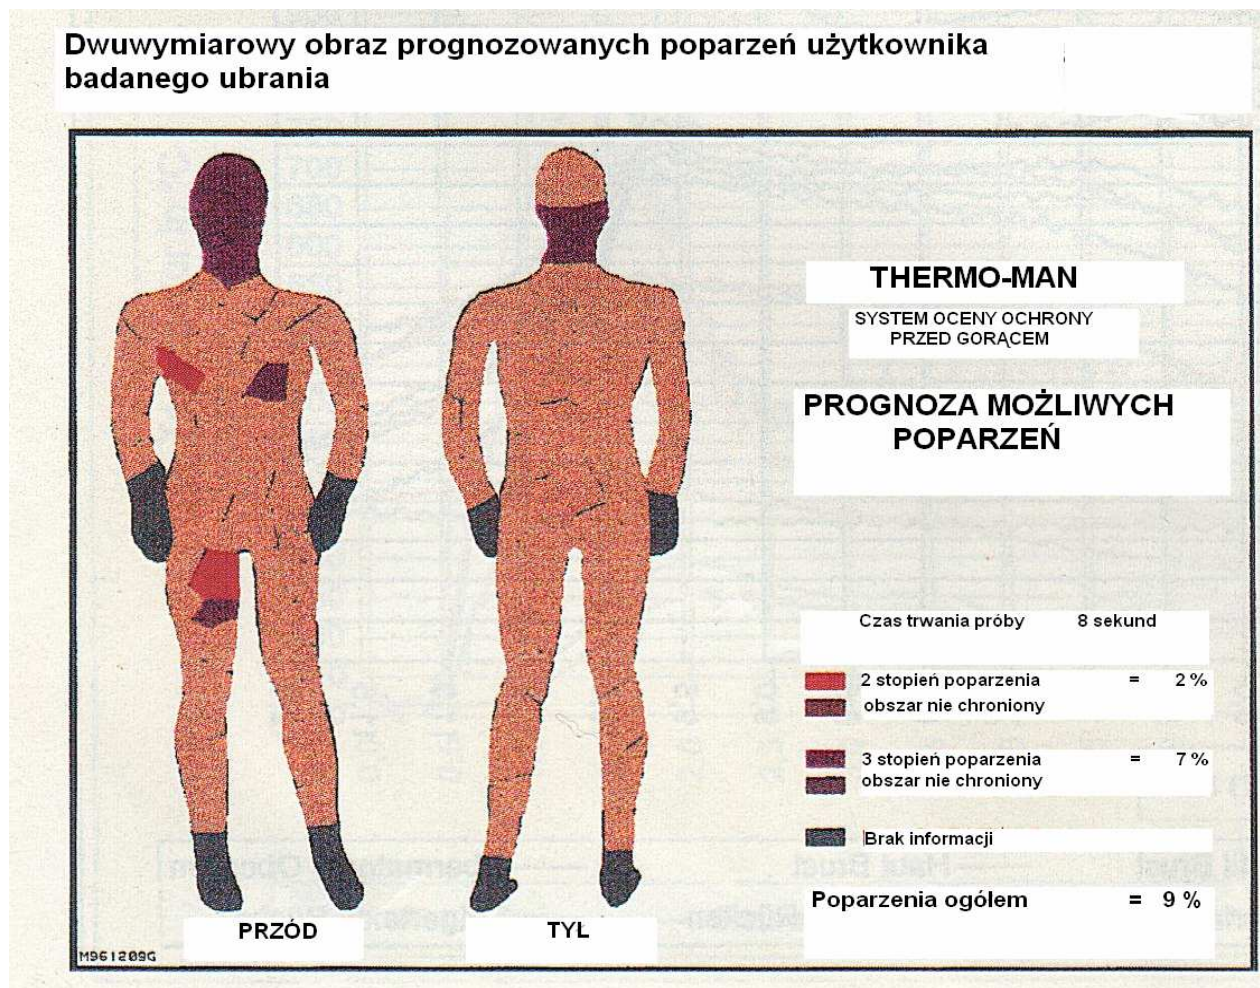 Dwuwymiarowy obraz prognozowanych poparzeń użytkownika
badanego ubrania
THERMO-MAN
SYSTEM OCENY OCHRONY
PRZED GORĄCEM
PROGNOZA MOŻLIWYCH
POPARZEŃ
Czas trwania próby 8 sekund
2 stopień poparzenia = 2 %
obszar nie chroniony
3 stopień poparzenia = 7 %
obszar nie chroniony
Brak informacji
Poparzenia ogółem = 9 %
PRZÓD TYŁ
M961209G